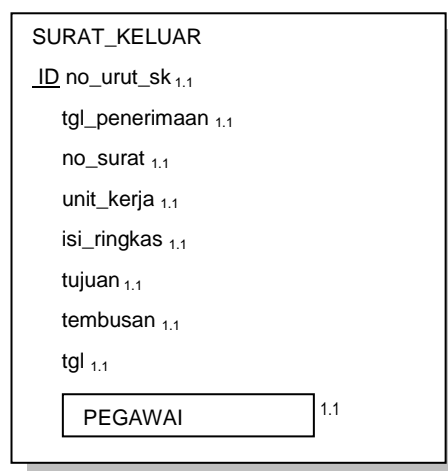 SURAT_KELUAR
ID no_urut_sk 1.1
tgl_penerimaan 1.1
no_surat 1.1
unit_kerja 1.1
isi_ringkas 1.1
tujuan 1.1
tembusan 1.1
tgl 1.1
PEGAWAI 1.1